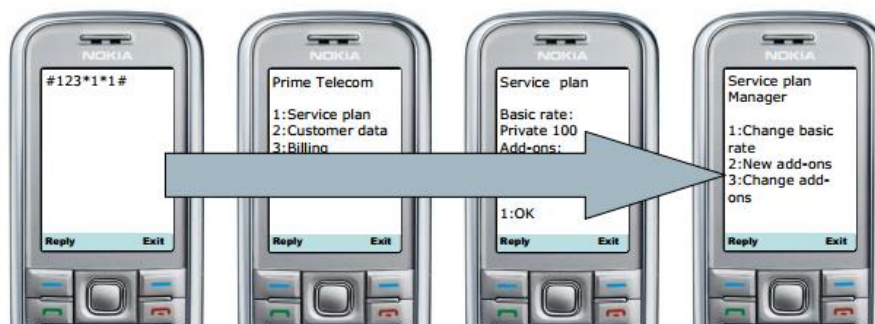 NOKIA
#123*1*1#
Reply Exit
NOKIA
Prime Telecom
1:Service plan
2:Customer data
3:Billing
Reply Exit
NOKIA
Service plan
Basic rate:
Private 100
Add-ons:
1:OK
Reply Exit
NOKIA
Service plan
Manager
1:Change basic
rate
2:New add-ons
3:Change add-
ons
Reply Exit